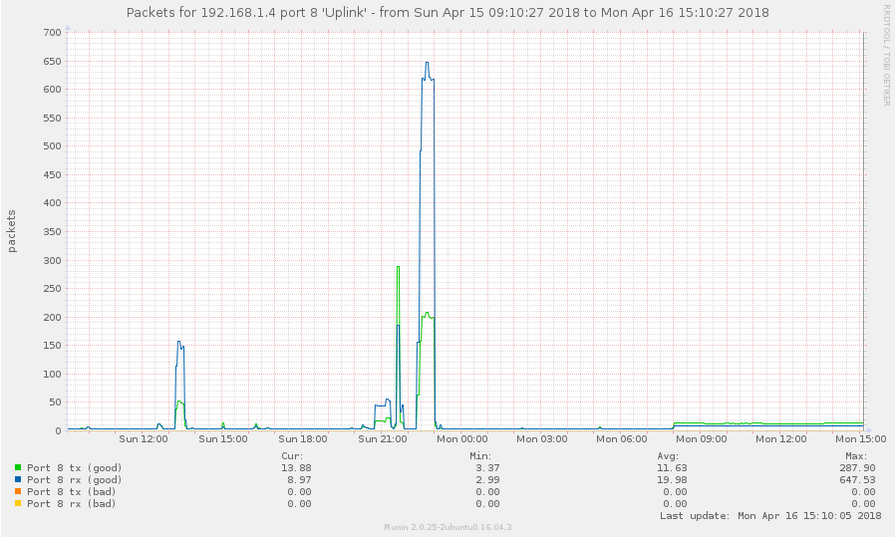 Packets for 192.168.1.4 port 8 'Uplink' - from Sun Apr 15 09:10:27 2018 to Mon Apr 16 15:10:27 2018
RRDTOOL / TOBI OETIKER
packets
700
650
600
550
500
450
400
350
300
250
200
150
100
50
0
Sun 12:00 Sun 15:00 Sun 18:00 Sun 21:00 Mon 00:00 Mon 03:00 Mon 06:00 Mon 09:00 Mon 12:00 Mon 15:00
Cur: Min: Avg: Max:
Port 8 tx (good) 13.88 3.37 11.63 287.90
Port 8 rx (good) 8.97 2.99 19.98 647.53
Port 8 tx (bad) 0.00 0.00 0.00 0.00
Port 8 rx (bad) 0.00 0.00 0.00 0.00
Last update: Mon Apr 16 15:10:05 2018
Munin 2.0.25-2ubuntu0.16.04.3